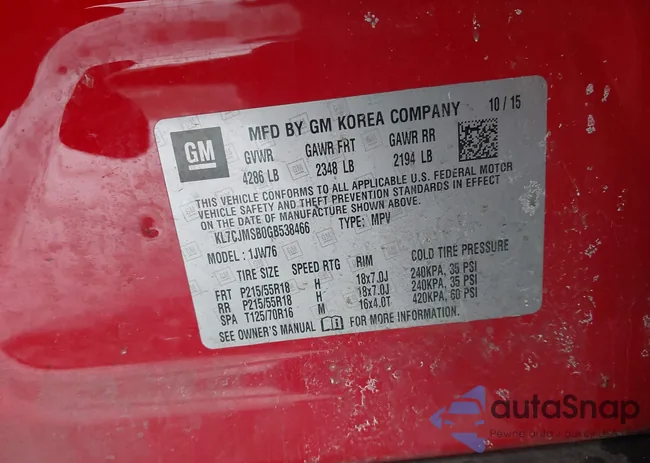 MFD BY GM KOREA COMPANY 10 / 15
GM
GVWR GAWR FRT GAWR RR
4286 LB 2348 LB 2194 LB
THIS VEHICLE CONFORMS TO ALL APPLICABLE U.S. FEDERAL MOTOR
VEHICLE SAFETY AND THEFT PREVENTION STANDARDS IN EFFECT
ON THE DATE OF MANUFACTURE SHOWN ABOVE.
KL7CJMSB0GB538466 TYPE: MPV
MODEL: 1JW76
TIRE SIZE SPEED RTG RIM COLD TIRE PRESSURE
FRT P215/55R18 H 18x7.0J 240KPA, 35 PSI
RR P215/55R18 H 18x7.0J 240KPA, 35 PSI
SPA T125/70R16 M 16x4.0T 420KPA, 60 PSI
SEE OWNER'S MANUAL FOR MORE INFORMATION.
autoSnap